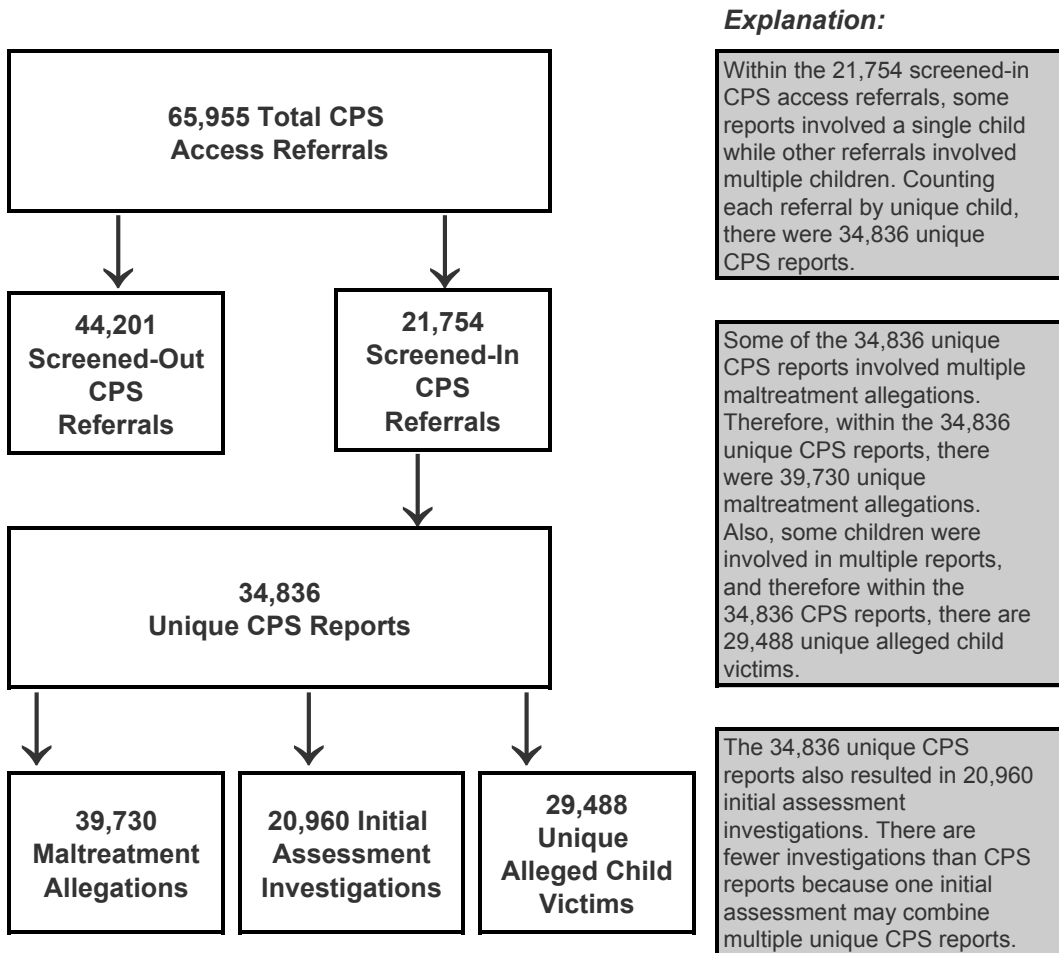 Explanation:
65,955 Total CPS
Access Referrals
Within the 21,754 screened-in
CPS access referrals, some
reports involved a single child
while other referrals involved
multiple children. Counting
each referral by unique child,
there were 34,836 unique
CPS reports.
44,201
Screened-Out
CPS
Referrals
21,754
Screened-In
CPS
Referrals
Some of the 34,836 unique
CPS reports involved multiple
maltreatment allegations.
Therefore, within the 34,836
unique CPS reports, there
were 39,730 unique
maltreatment allegations.
Also, some children were
involved in multiple reports,
and therefore within the
34,836 CPS reports, there are
29,488 unique alleged child
victims.
34,836
Unique CPS Reports
39,730
Maltreatment
Allegations
20,960 Initial
Assessment
Investigations
29,488
Unique
Alleged Child
Victims
The 34,836 unique CPS
reports also resulted in 20,960
initial assessment
investigations. There are
fewer investigations than CPS
reports because one initial
assessment may combine
multiple unique CPS reports.